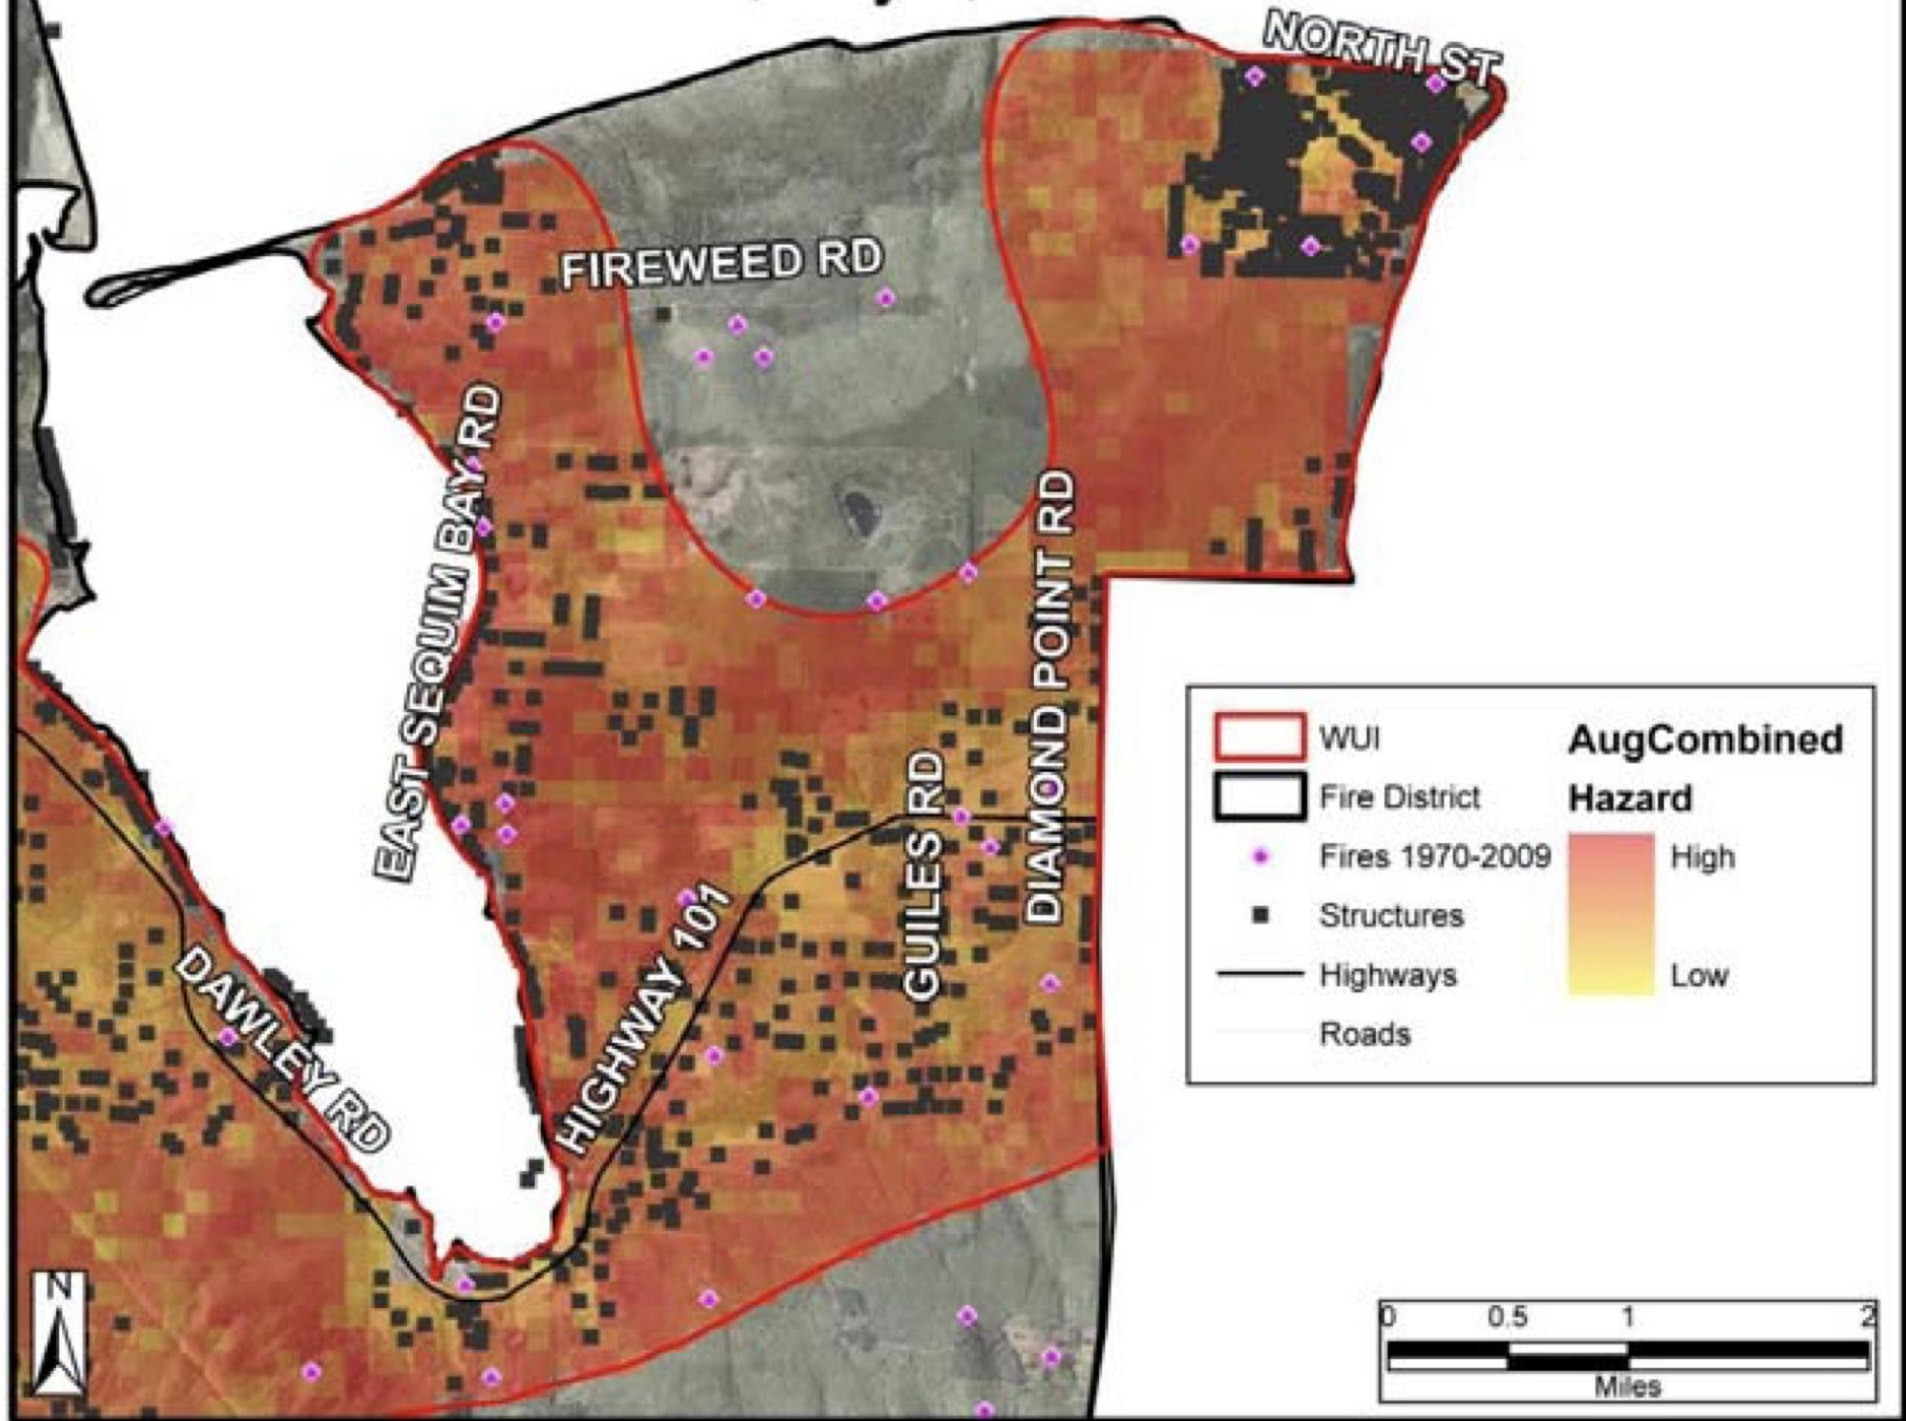 NORTH ST
FIREWEED RD
EAST SEQUIM BAY RD
DIAMOND POINT RD
GUILES RD
HIGHWAY 101
DAWLEY RD
WUI
Fire District
Fires 1970-2009
Structures
Highways
Roads
AugCombined
Hazard
High
Low
N
0 0.5 1 2
Miles